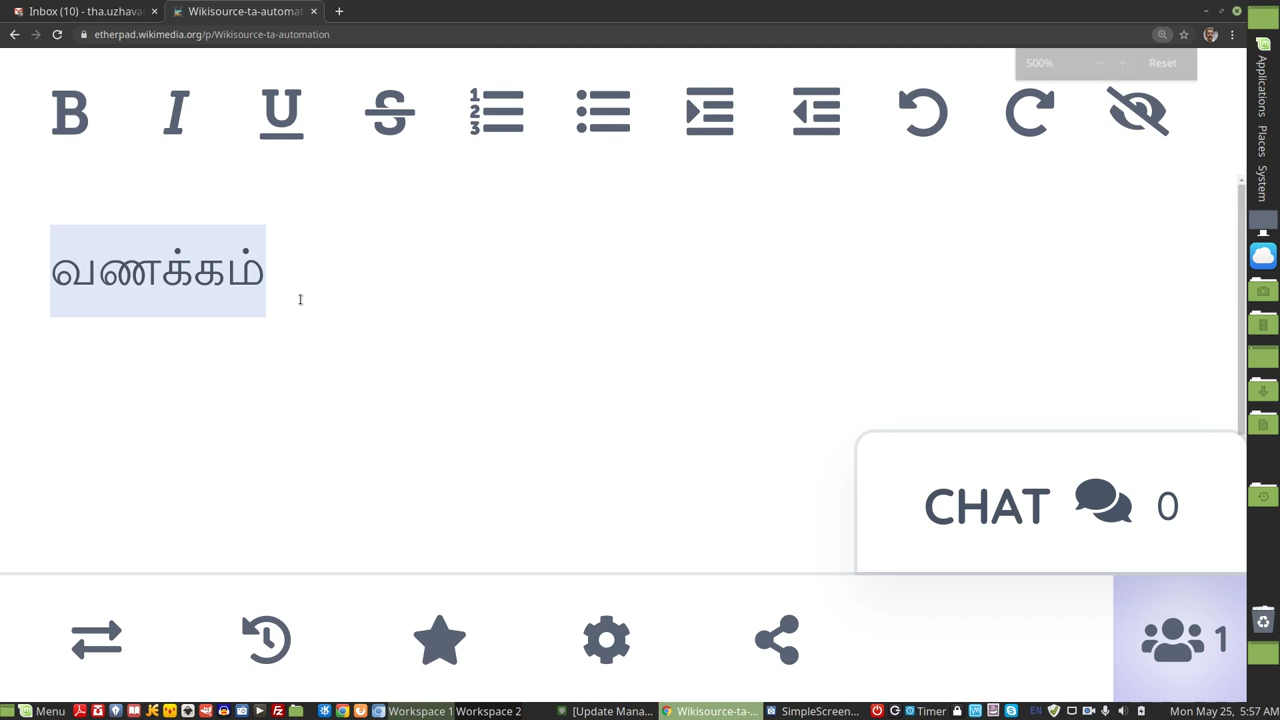 Inbox (10) - tha.uzhava
Wikisource-ta-automat
etherpad.wikimedia.org/p/Wikisource-ta-automation
500% − + Reset
B I U S
வணக்கம்
CHAT 0
1
Applications Places System
Menu Workspace 1 Workspace 2 [Update Mana... Wikisource-ta-... SimpleScreen... Timer EN Mon May 25, 5:57 AM